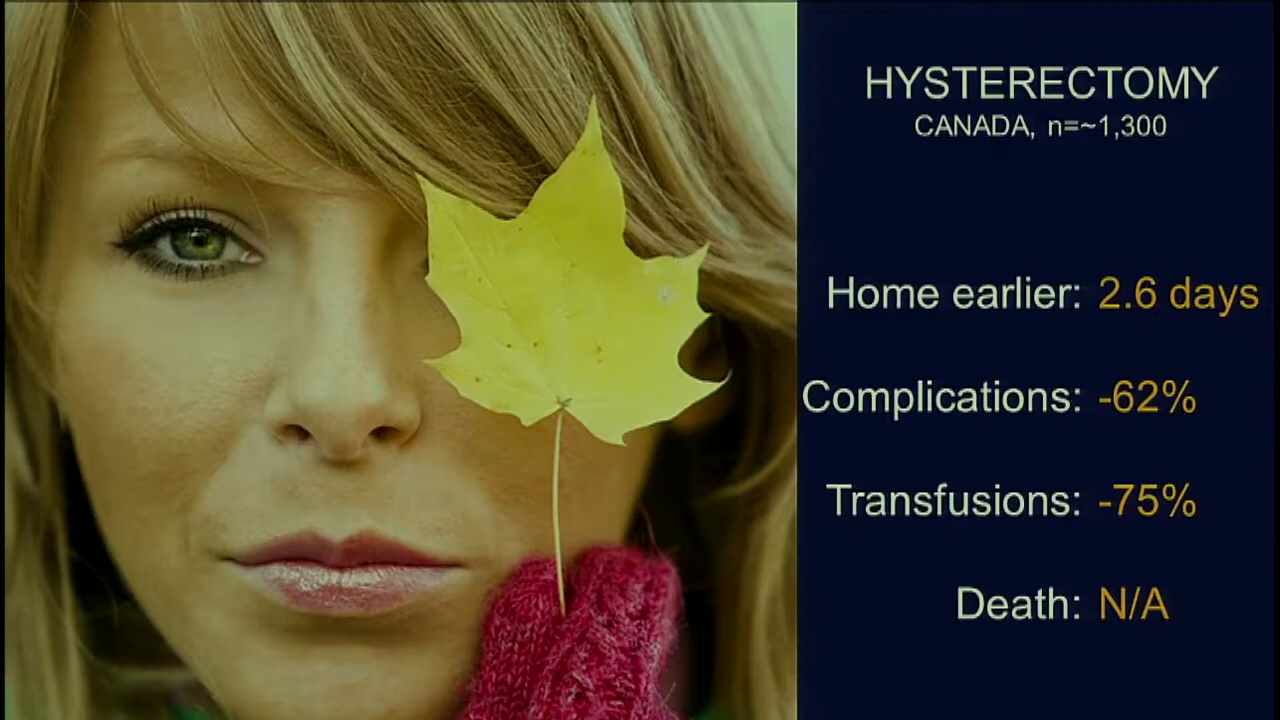 HYSTERECTOMY
CANADA, n=~1,300
Home earlier: 2.6 days
Complications: -62%
Transfusions: -75%
Death: N/A